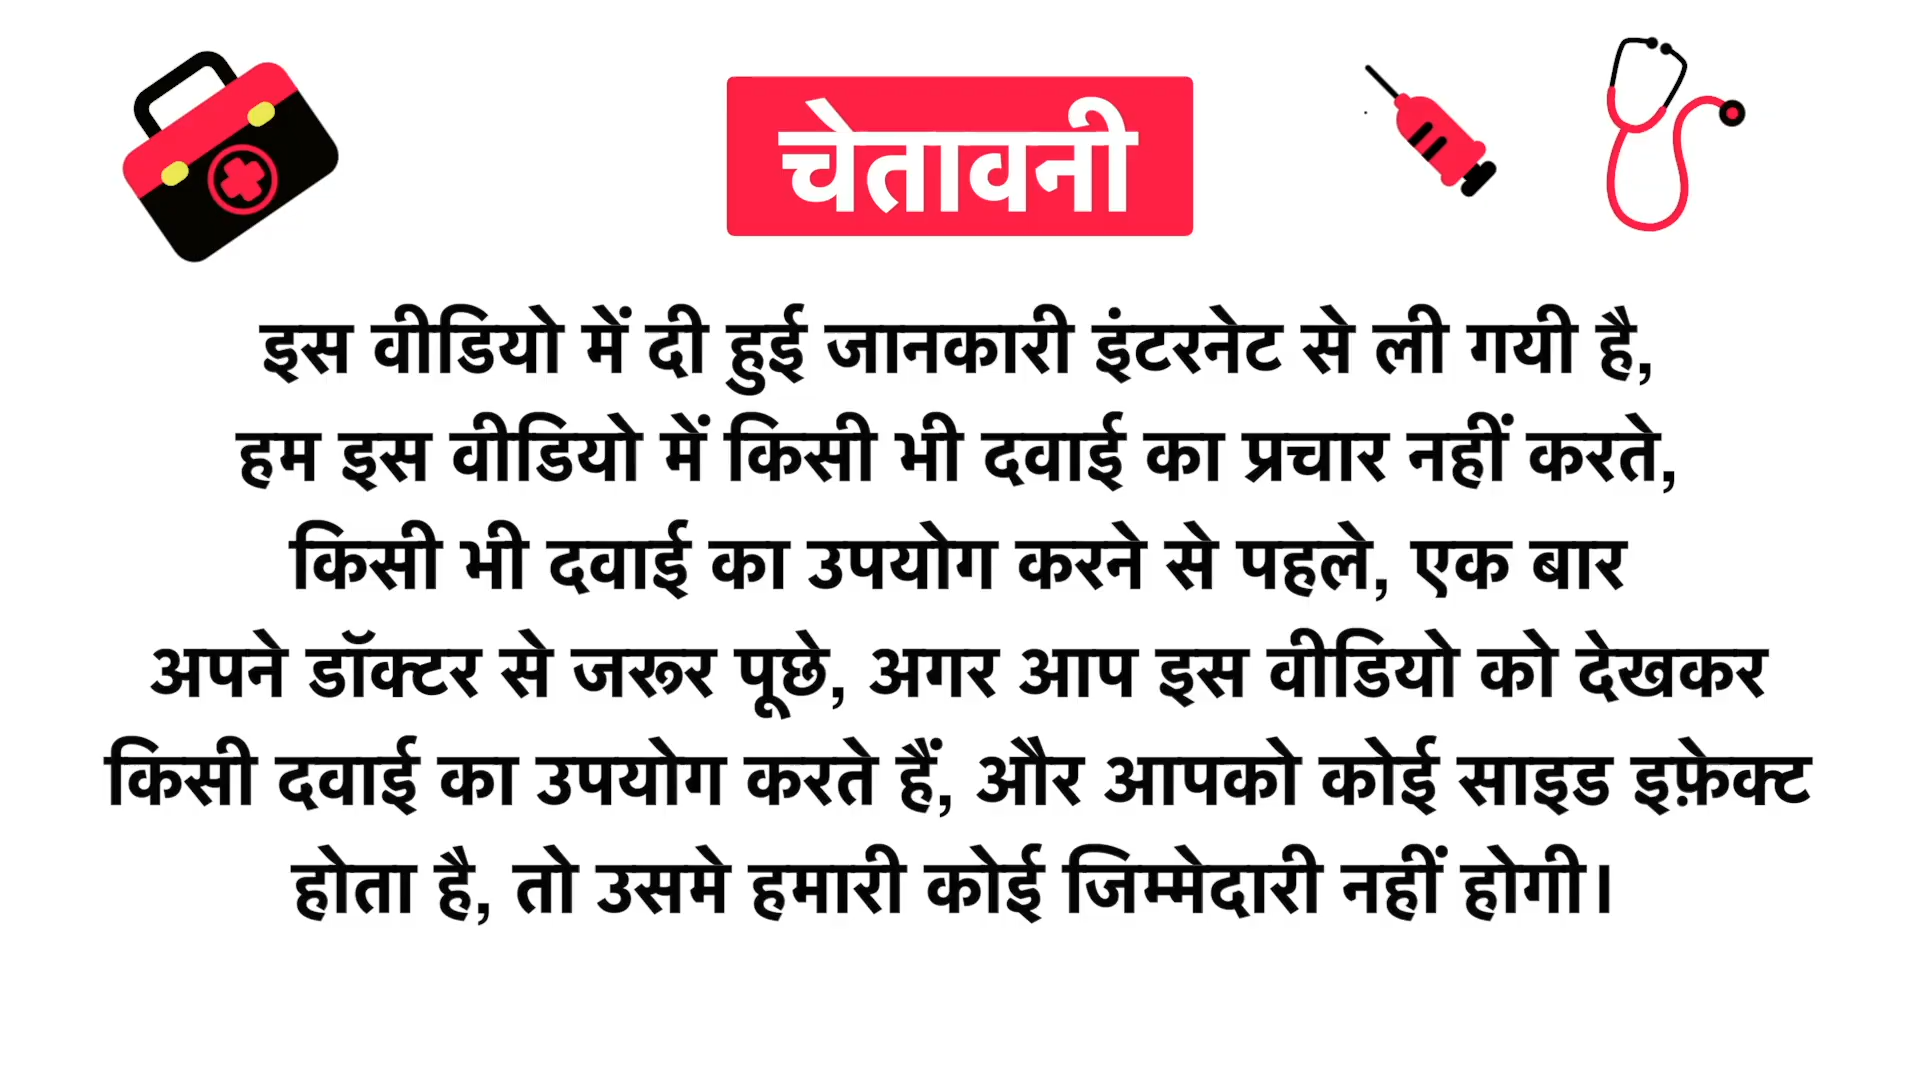 चेतावनी
इस वीडियो में दी हुई जानकारी इंटरनेट से ली गयी है,
हम इस वीडियो में किसी भी दवाई का प्रचार नहीं करते,
किसी भी दवाई का उपयोग करने से पहले, एक बार
अपने डॉक्टर से जरूर पूछे, अगर आप इस वीडियो को देखकर
किसी दवाई का उपयोग करते हैं, और आपको कोई साइड इफ़ेक्ट
होता है, तो उसमे हमारी कोई जिम्मेदारी नहीं होगी।